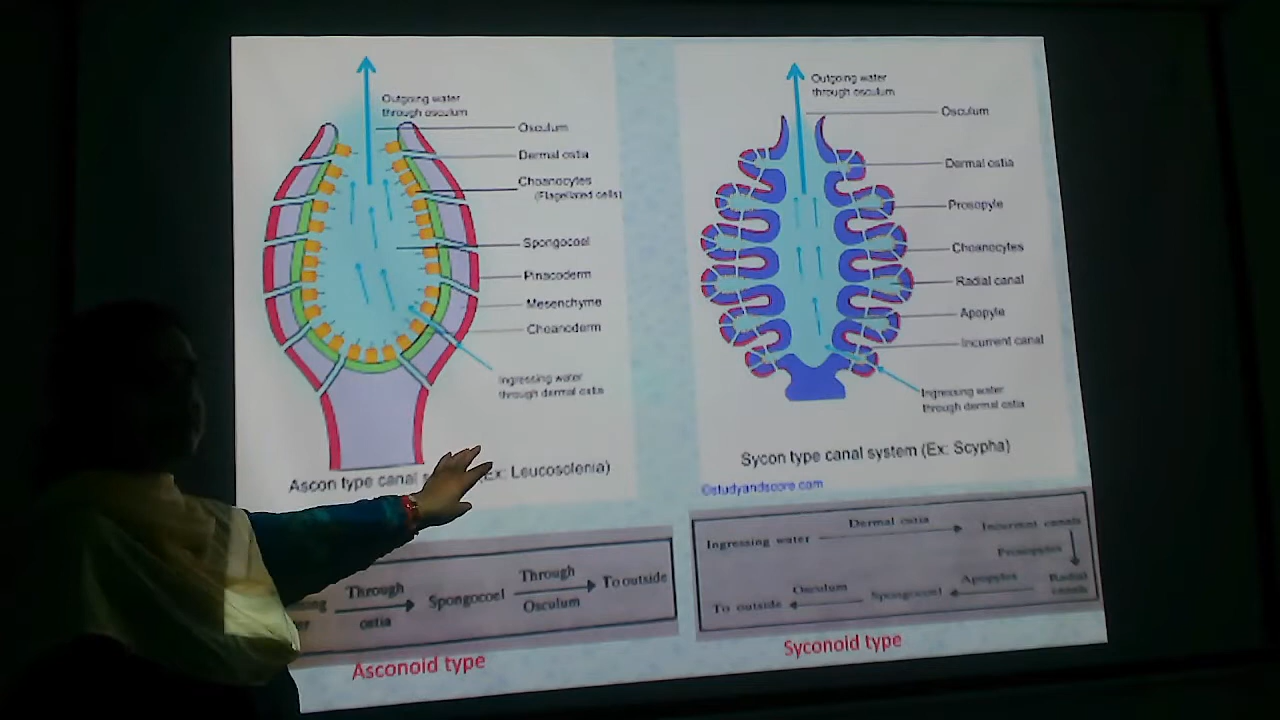 Outgoing water
through osculum
Osculum
Dermal ostia
Choanocytes
(Flagellated cells)
Spongocoel
Pinacoderm
Mesenchyme
Choanoderm
Ingressing water
through dermal ostia
Ascon type canal
Ex: Leucosolenia)
Through
ostia
Spongocoel
Through
Osculum
To outside
Asconoid type
Outgoing water
through osculum
Osculum
Dermal ostia
Prosopyle
Choanocytes
Radial canal
Apopyle
Incurrent canal
Ingressing water
through dermal ostia
Sycon type canal system (Ex: Scypha)
©studyandscore.com
Ingressing water
Dermal ostia
Incurrent canals
Prosopyles
Radial
canals
Apopyles
Spongocoel
Osculum
To outside
Syconoid type